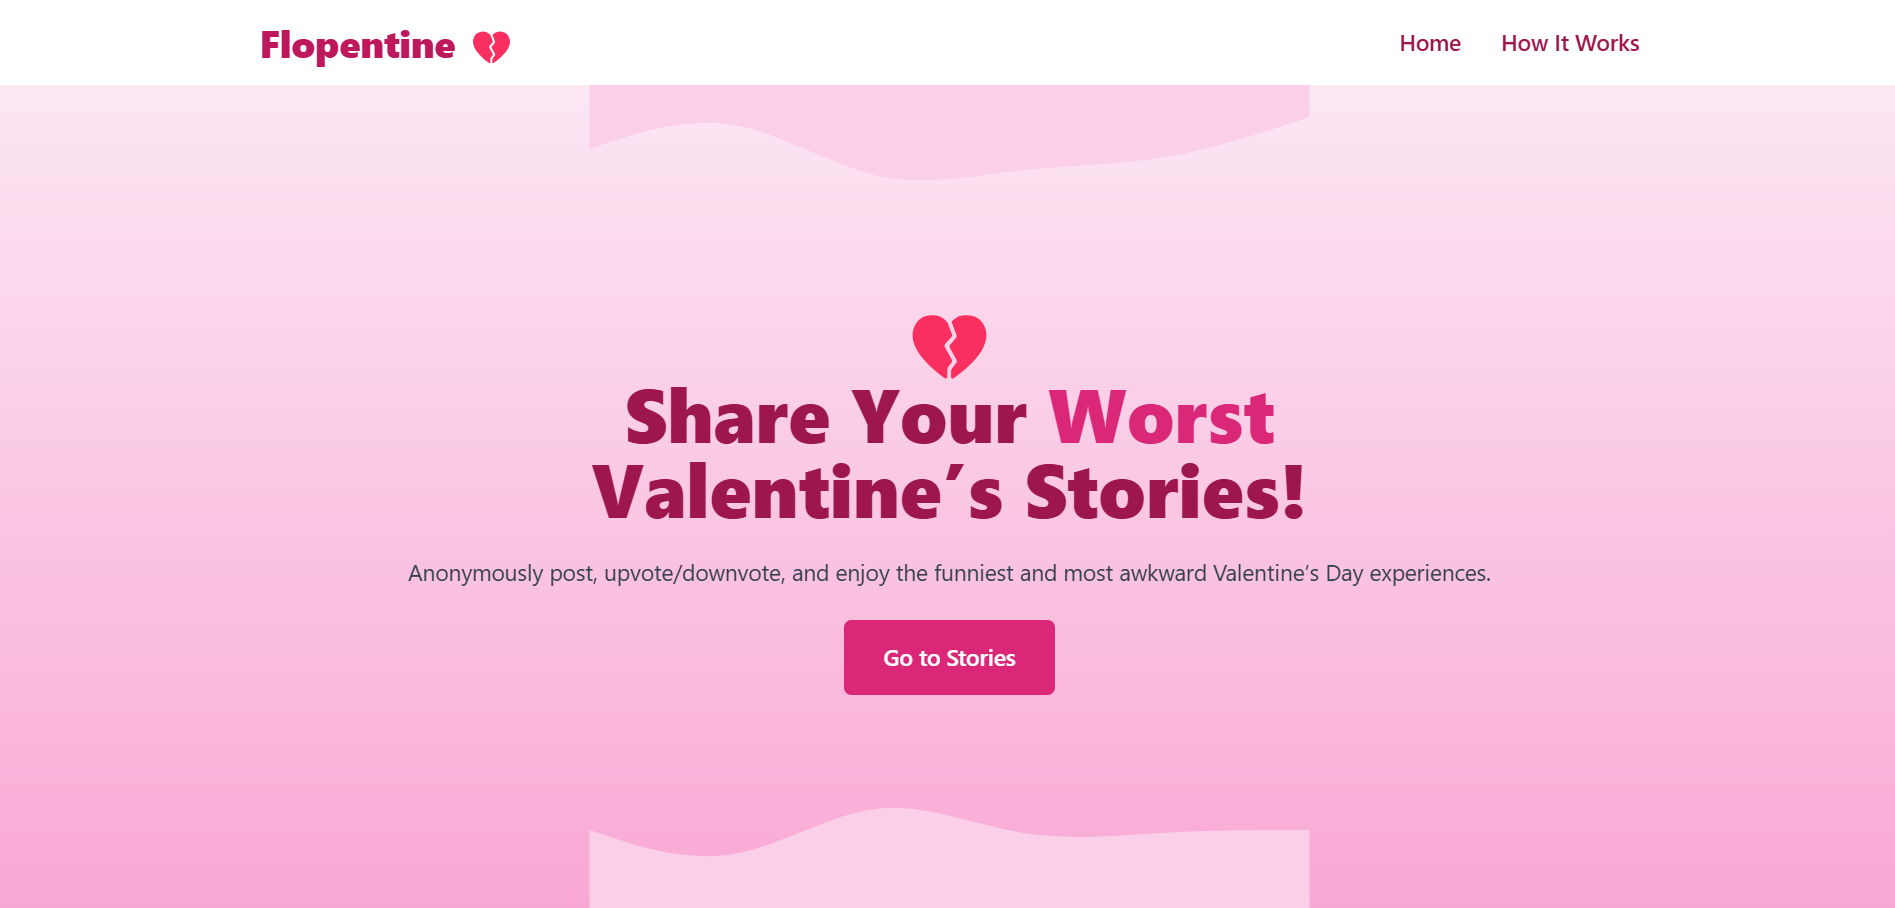 Flopentine
Home
How It Works
Share Your Worst
Valentine’s Stories!
Anonymously post, upvote/downvote, and enjoy the funniest and most awkward Valentine’s Day experiences.
Go to Stories